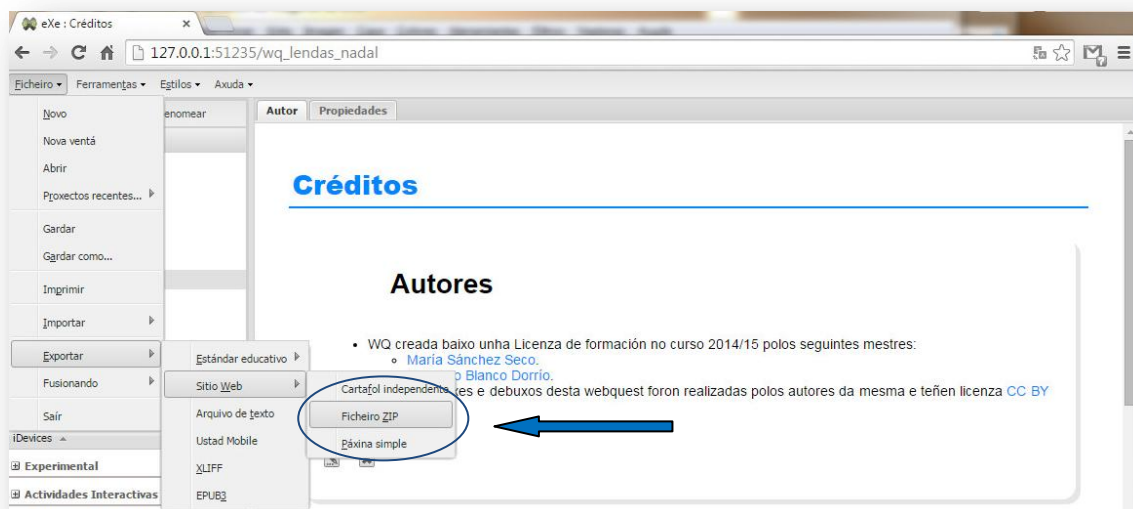 eXe : Créditos
127.0.0.1:51235/wq_lendas_nadal
Ficheiro Ferramentas Estilos Axuda
Novo
Nova ventá
Abrir
Proxectos recentes...
Gardar
Gardar como...
Imprimir
Importar
Exportar
Fusionando
Saír
iDevices
Experimental
Actividades Interactivas
enomear
Estándar educativo
Sitio Web
Arquivo de texto
Ustad Mobile
XLIFF
EPUB3
Cartafol independente
Ficheiro ZIP
Páxina simple
Autor Propiedades
Créditos
Autores
WQ creada baixo unha Licenza de formación no curso 2014/15 polos seguintes mestres:
María Sánchez Seco.
o Blanco Dorrío.
es e debuxos desta webquest foron realizadas polos autores da mesma e teñen licenza CC BY